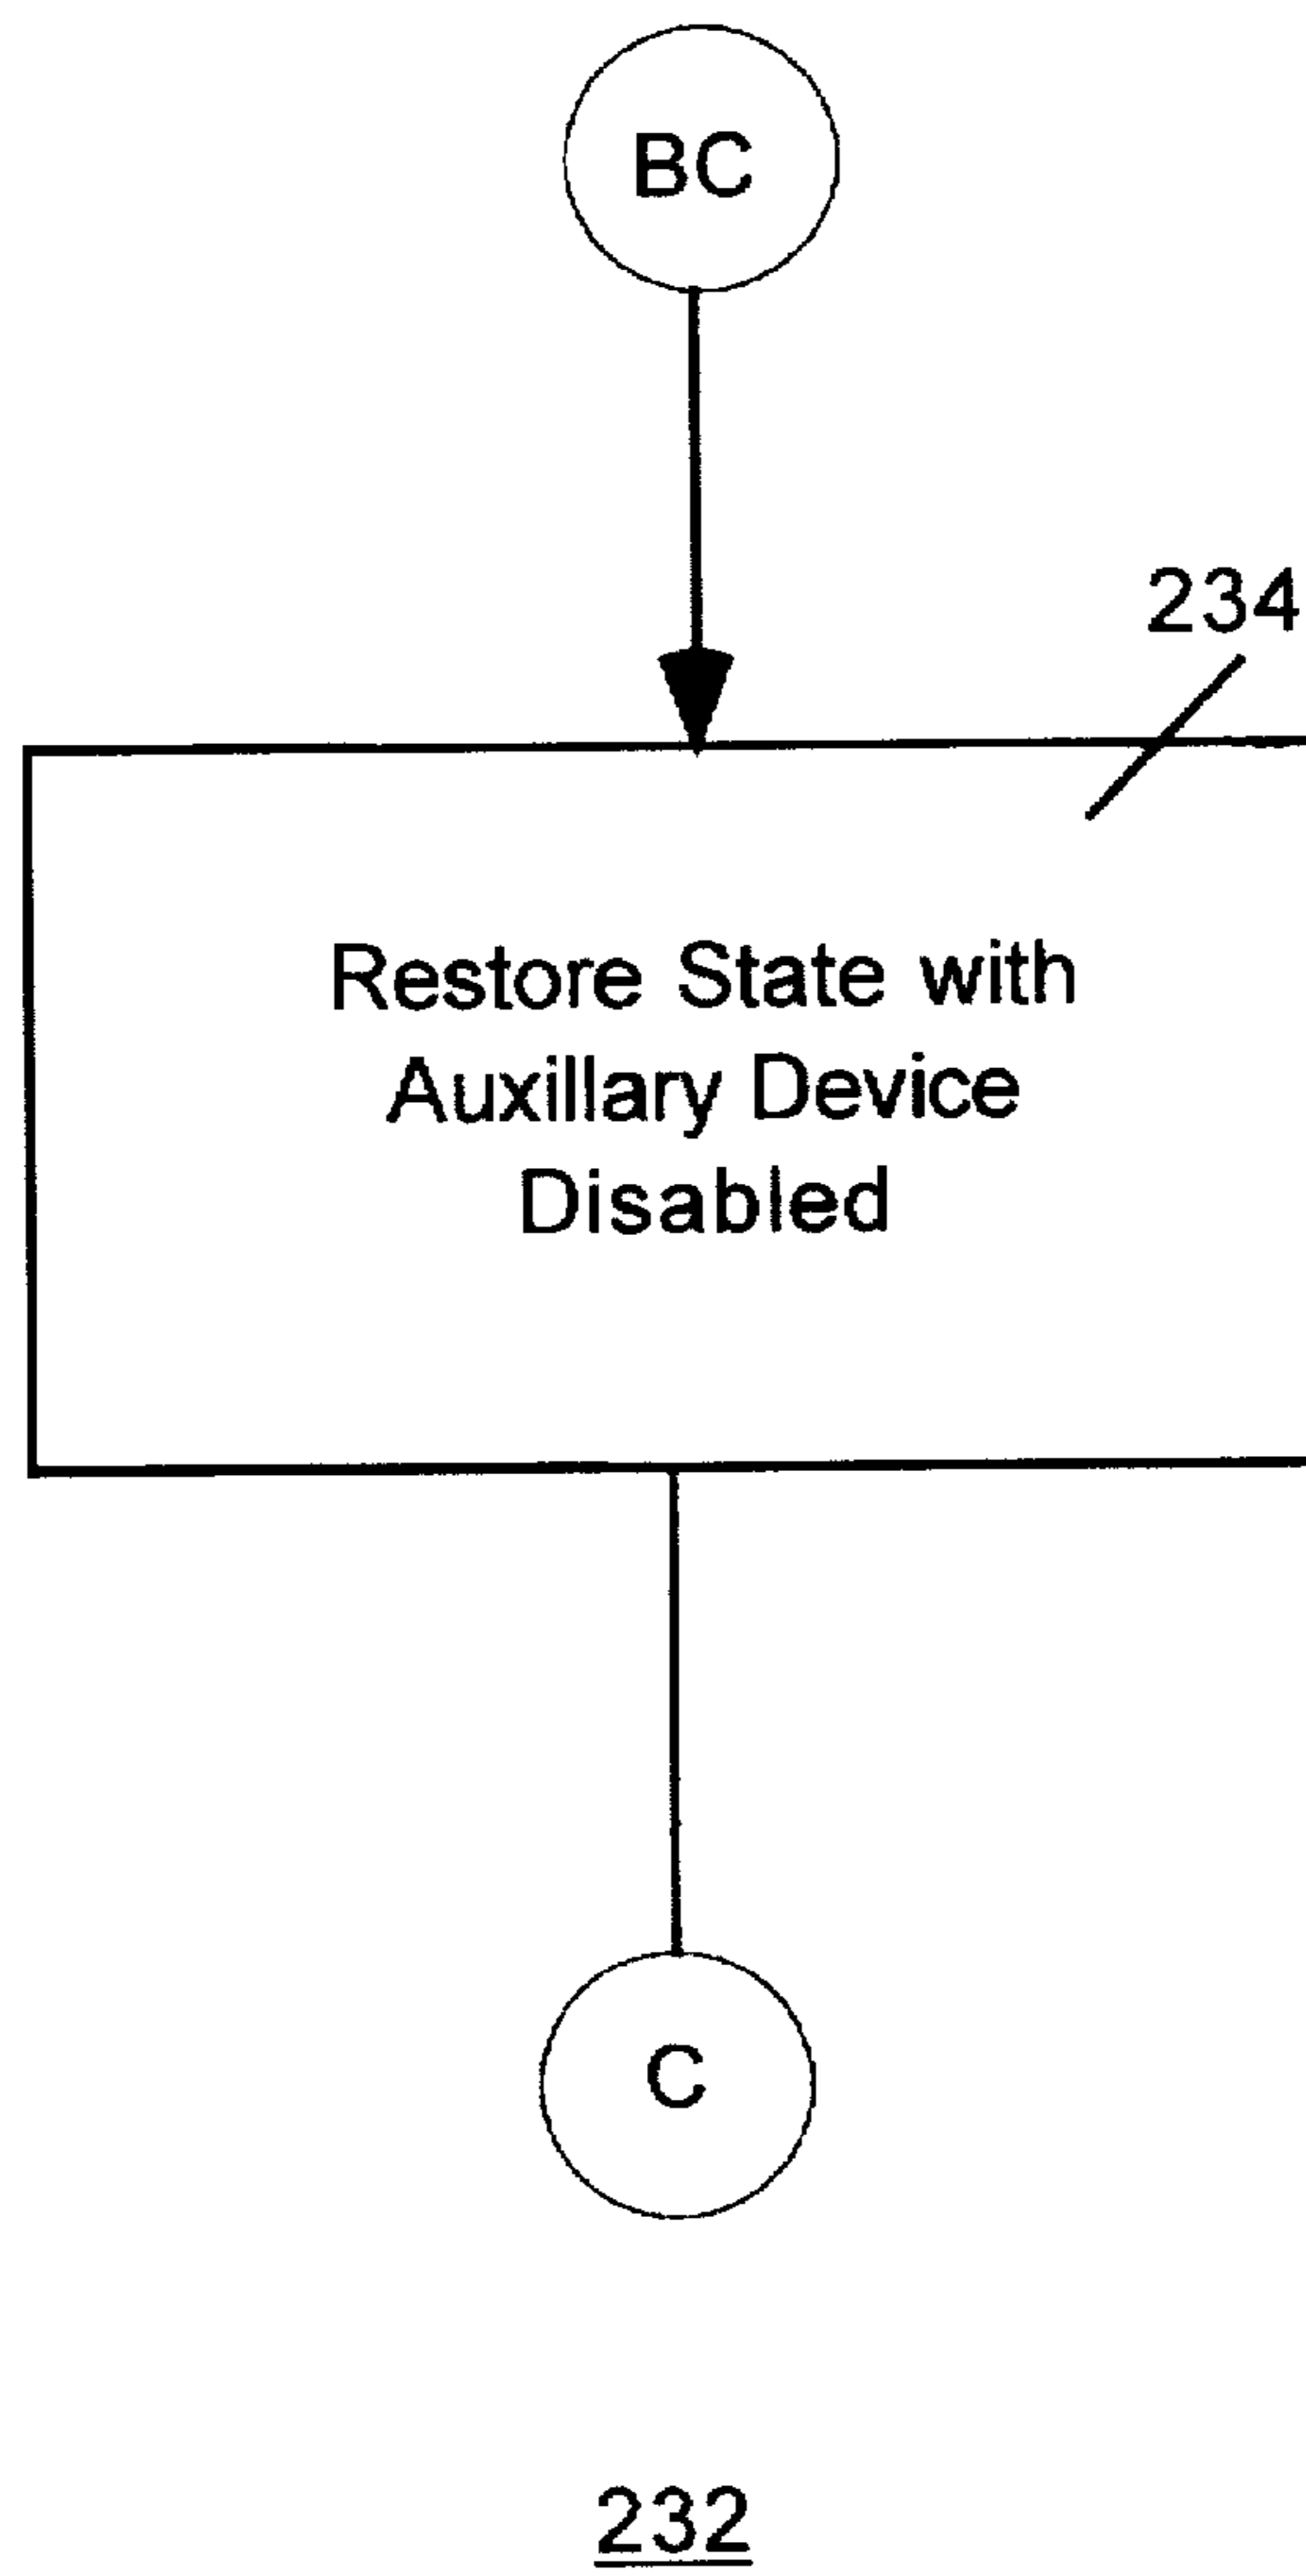 BC
234
Restore State with
Auxillary Device
Disabled
C
232